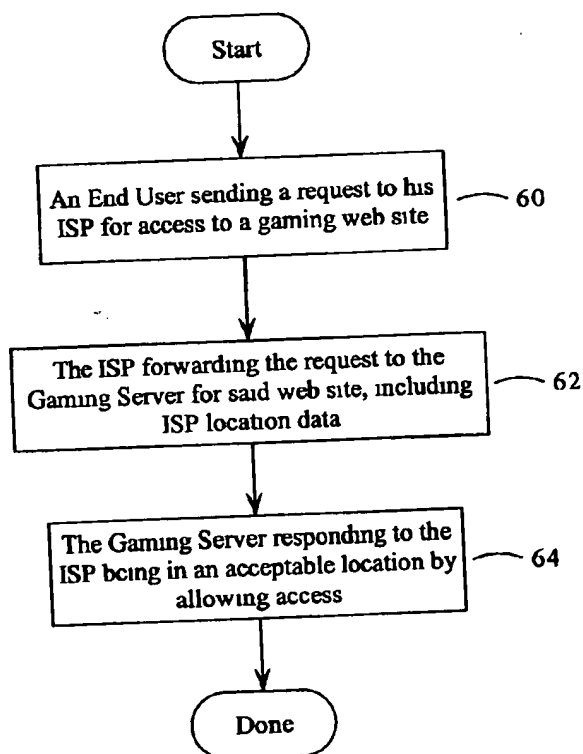 Start
An End User sending a request to his
ISP for access to a gaming web site
60
The ISP forwarding the request to the
Gaming Server for said web site, including
ISP location data
62
The Gaming Server responding to the
ISP being in an acceptable location by
allowing access
64
Done